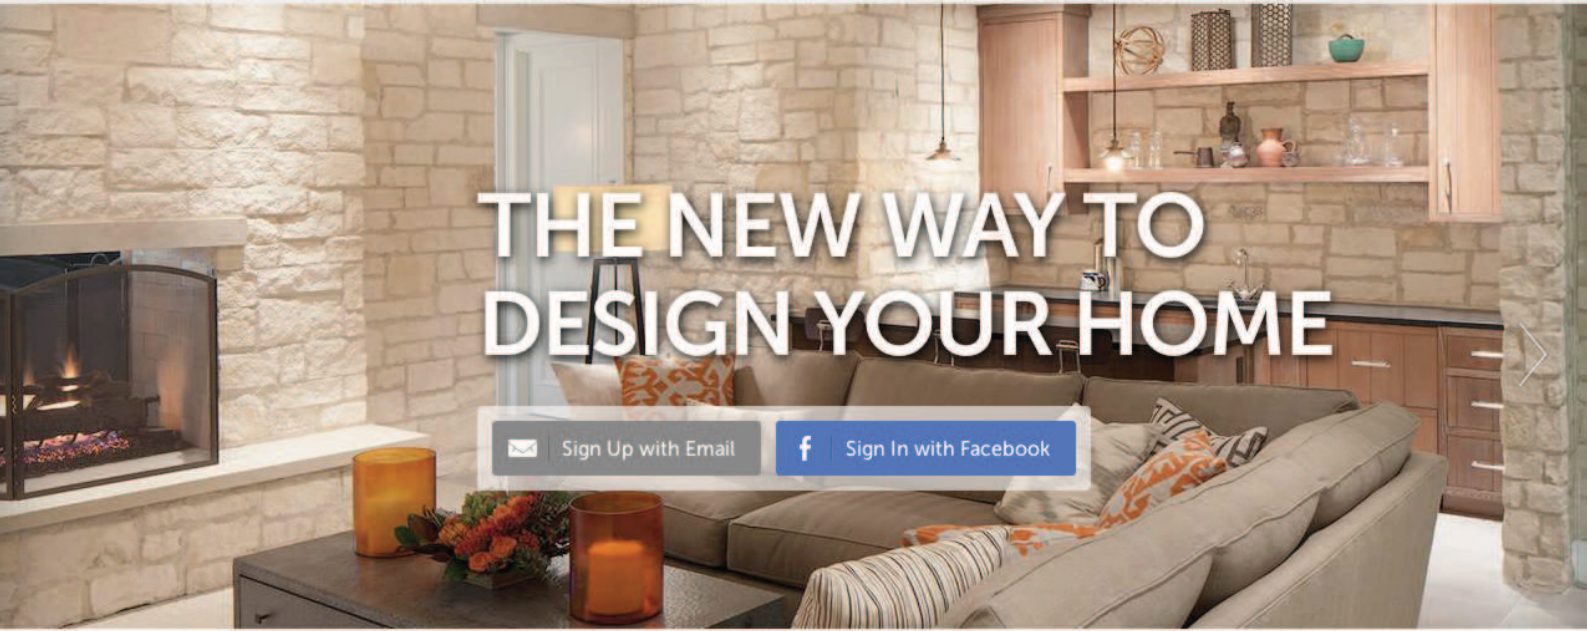 THE NEW WAY TO
DESIGN YOUR HOME
Sign Up with Email
f Sign In with Facebook